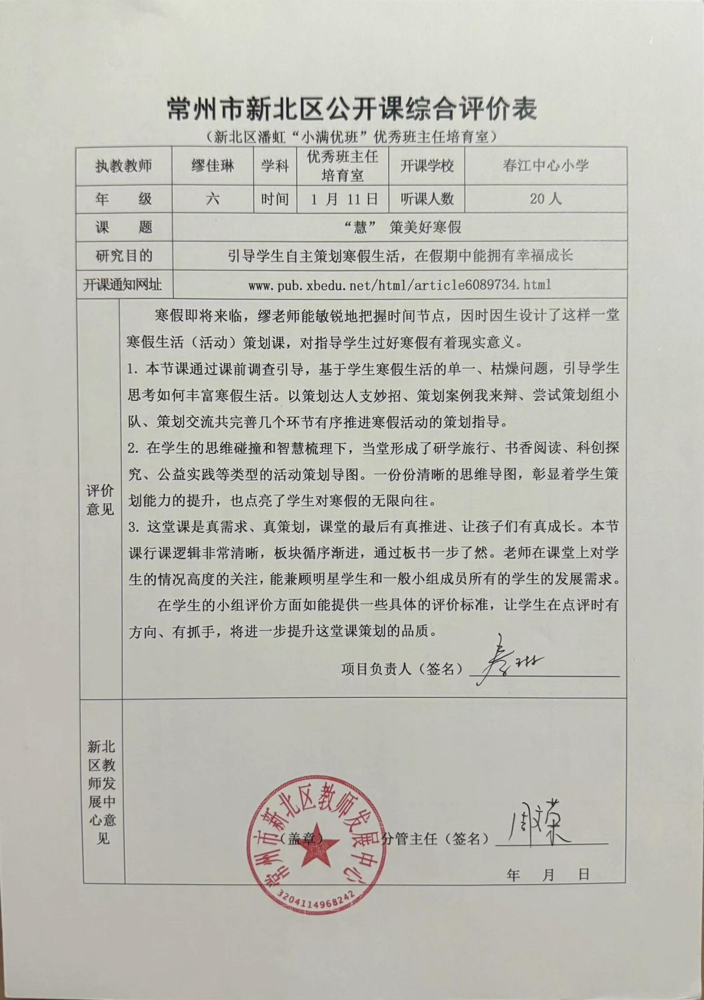 常州市新北区公开课综合评价表
（新北区潘虹“小满优班”优秀班主任培育室）
执教教师 缪佳琳 学科 优秀班主任培育室 开课学校 春江中心小学
年 级 六 时间 1 月 11日 听课人数 20人
课 题 “慧” 策美好寒假
研究目的 引导学生自主策划寒假生活，在假期中能拥有幸福成长
开课通知网址 www.pub.xbedu.net/html/article6089734.html
评价意见
寒假即将来临，缪老师能敏锐地把握时间节点，因时因生设计了这样一堂
寒假生活（活动）策划课，对指导学生过好寒假有着现实意义。
1. 本节课通过课前调查引导，基于学生寒假生活的单一、枯燥问题，引导学生
思考如何丰富寒假生活。以策划达人支妙招、策划案例我来辩、尝试策划组小
队、策划交流共完善几个环节有序推进寒假活动的策划指导。
2. 在学生的思维碰撞和智慧梳理下，当堂形成了研学旅行、书香阅读、科创探
究、公益实践等类型的活动策划导图。一份份清晰的思维导图，彰显着学生策
划能力的提升，也点亮了学生对寒假的无限向往。
3. 这堂课是真需求、真策划，课堂的最后有真推进、让孩子们有真成长。本节
课行课逻辑非常清晰，板块循序渐进，通过板书一步了然。老师在课堂上对学
生的情况高度的关注，能兼顾明星学生和一般小组成员所有的学生的发展需求。
在学生的小组评价方面如能提供一些具体的评价标准，让学生在点评时有
方向、有抓手，将进一步提升这堂课策划的品质。
项目负责人（签名）
新北区教师发展中心意见
常州市新北区教师发展中心
（盖章） 分管主任（签名）
年 月 日
3204114968242